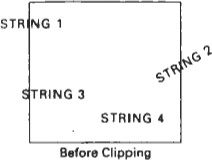 STRING 1
STRING 2
STRING 3
STRING 4
Before Clipping